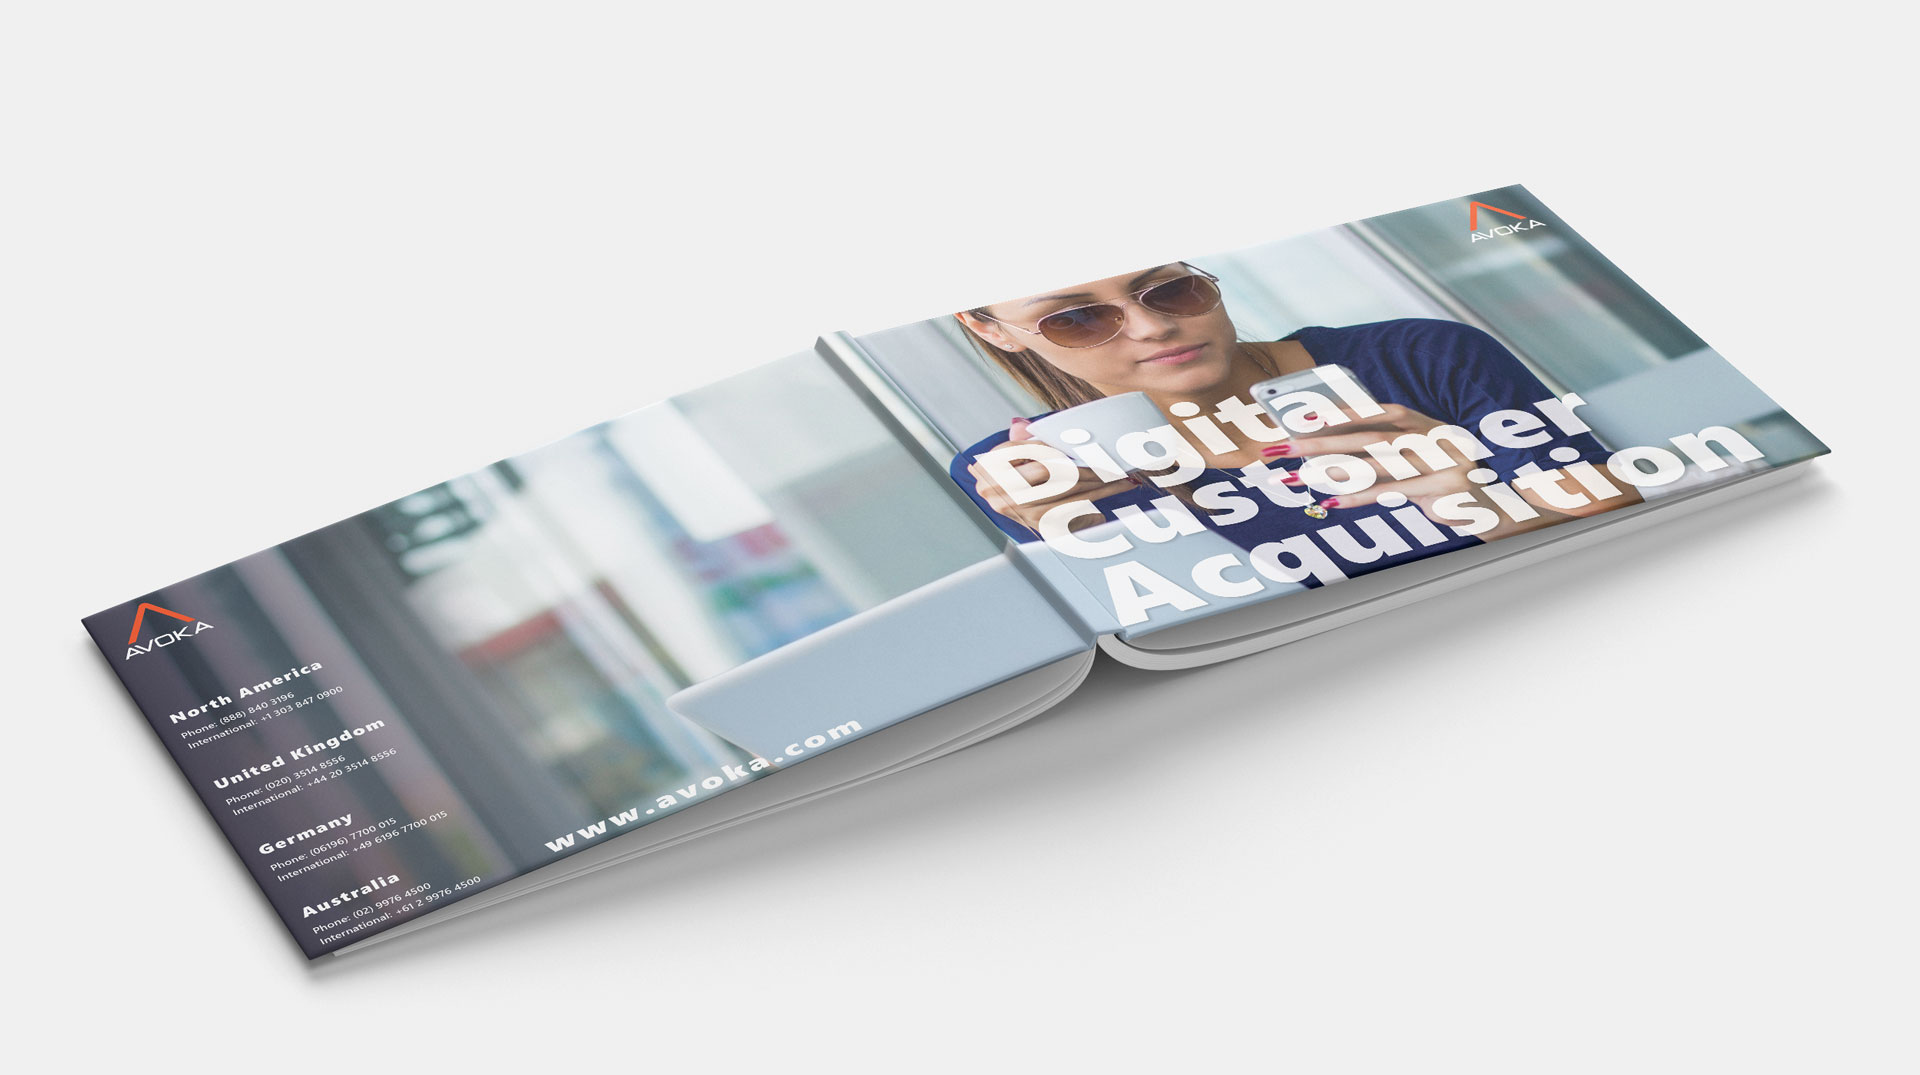 AVOKA
North America
Phone: (888) 840 3196
International: +1 303 847 0900
United Kingdom
Phone: (020) 3514 8556
International: +44 20 3514 8556
Germany
Phone: (06196) 7700 015
International: +49 6196 7700 015
Australia
Phone: (02) 9976 4500
International: +61 2 9976 4500
www.avoka.com
AVOKA
Digital
Customer
Acquisition